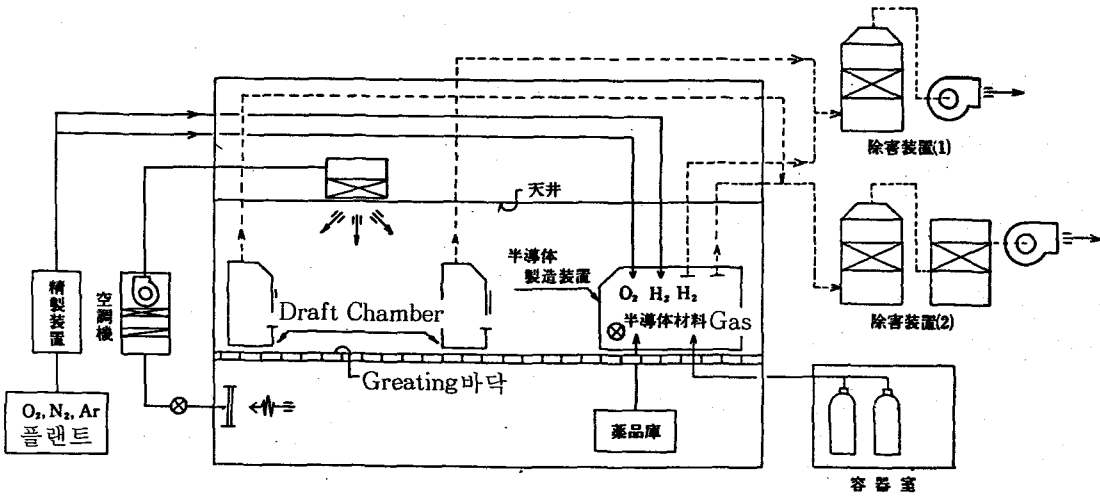 除害装置(1)
天井
除害装置(2)
半導体
製造装置
精製装置
空調機
O₂ H₂ H₂
Draft Chamber
半導体材料 Gas
Greating바닥
O₂, N₂, Ar
플랜트
薬品庫
容器室